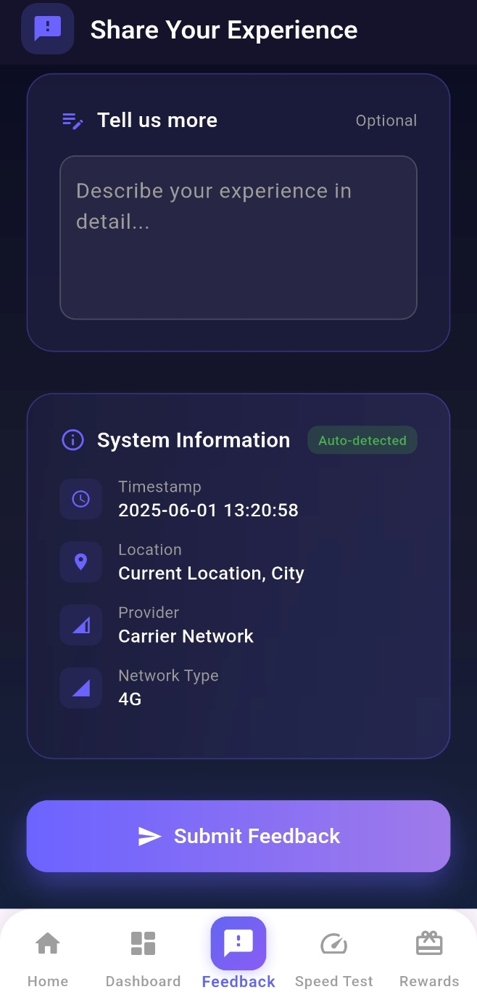 Share Your Experience
Tell us more
Optional
Describe your experience in
detail...
System Information
Auto-detected
Timestamp
2025-06-01 13:20:58
Location
Current Location, City
Provider
Carrier Network
Network Type
4G
Submit Feedback
Home
Dashboard
Feedback
Speed Test
Rewards